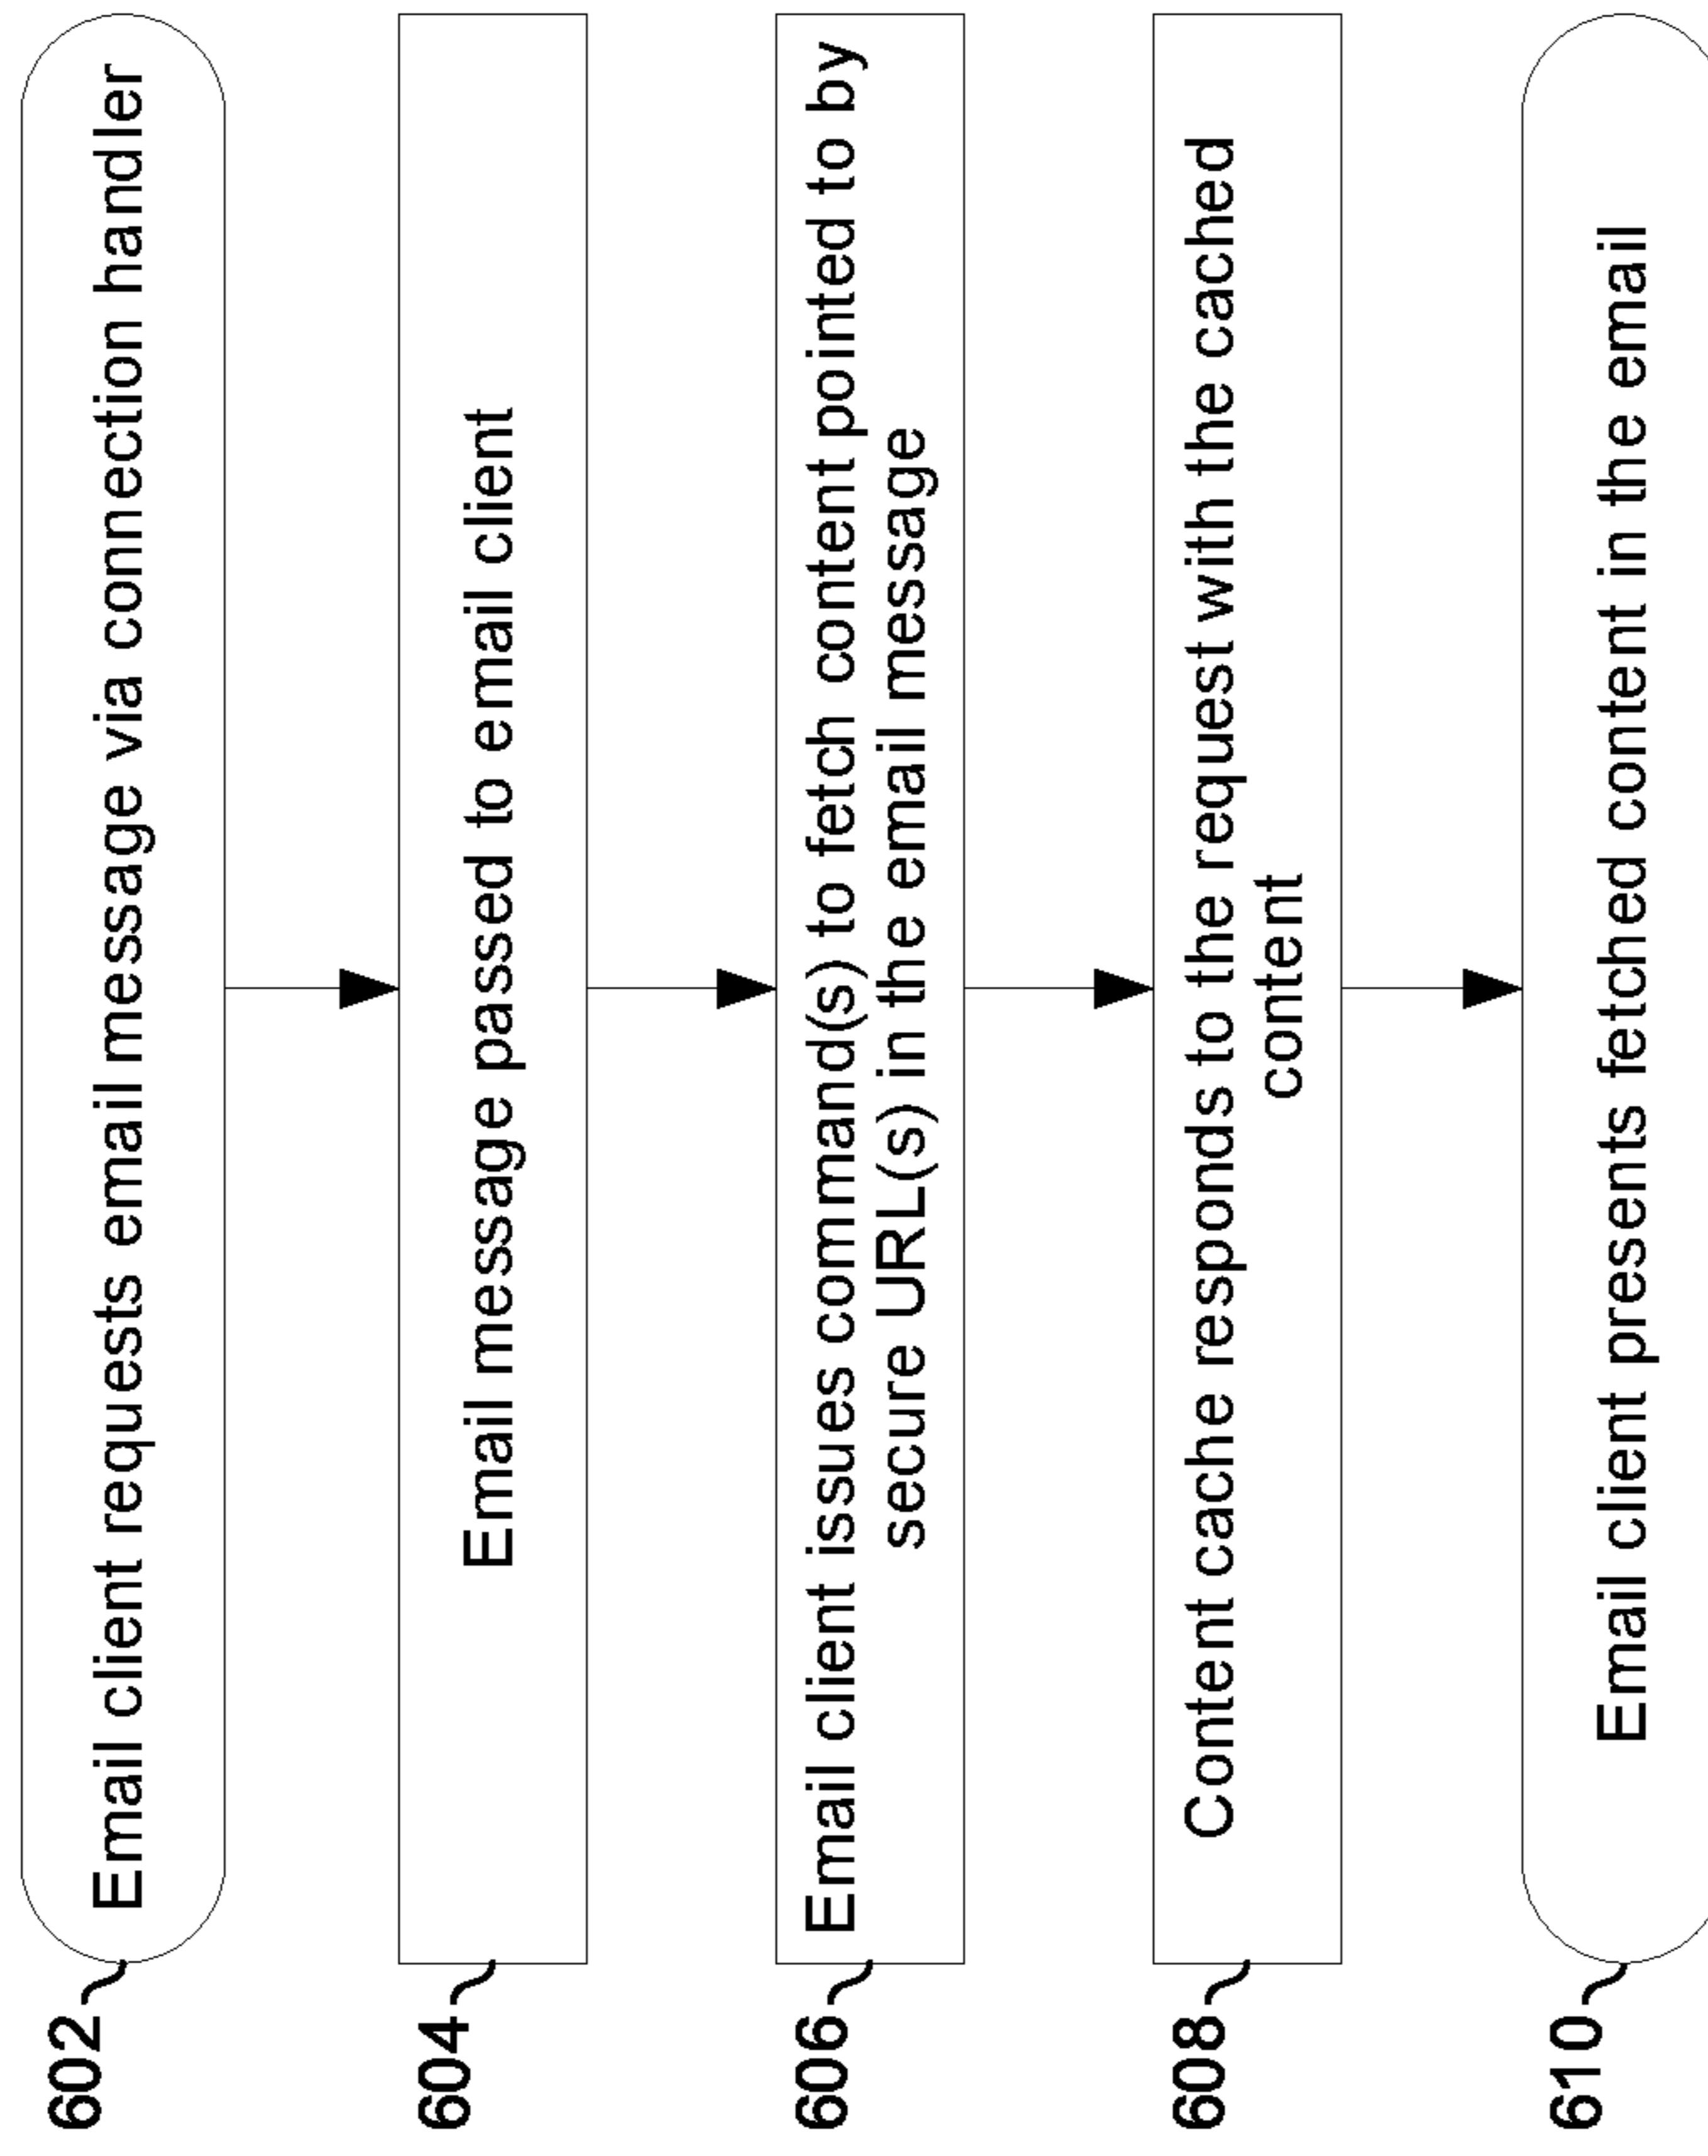 602
Email client requests email message via connection handler
604
Email message passed to email client
606
Email client issues command(s) to fetch content pointed to by
secure URL(s) in the email message
608
Content cache responds to the request with the cached
content
610
Email client presents fetched content in the email